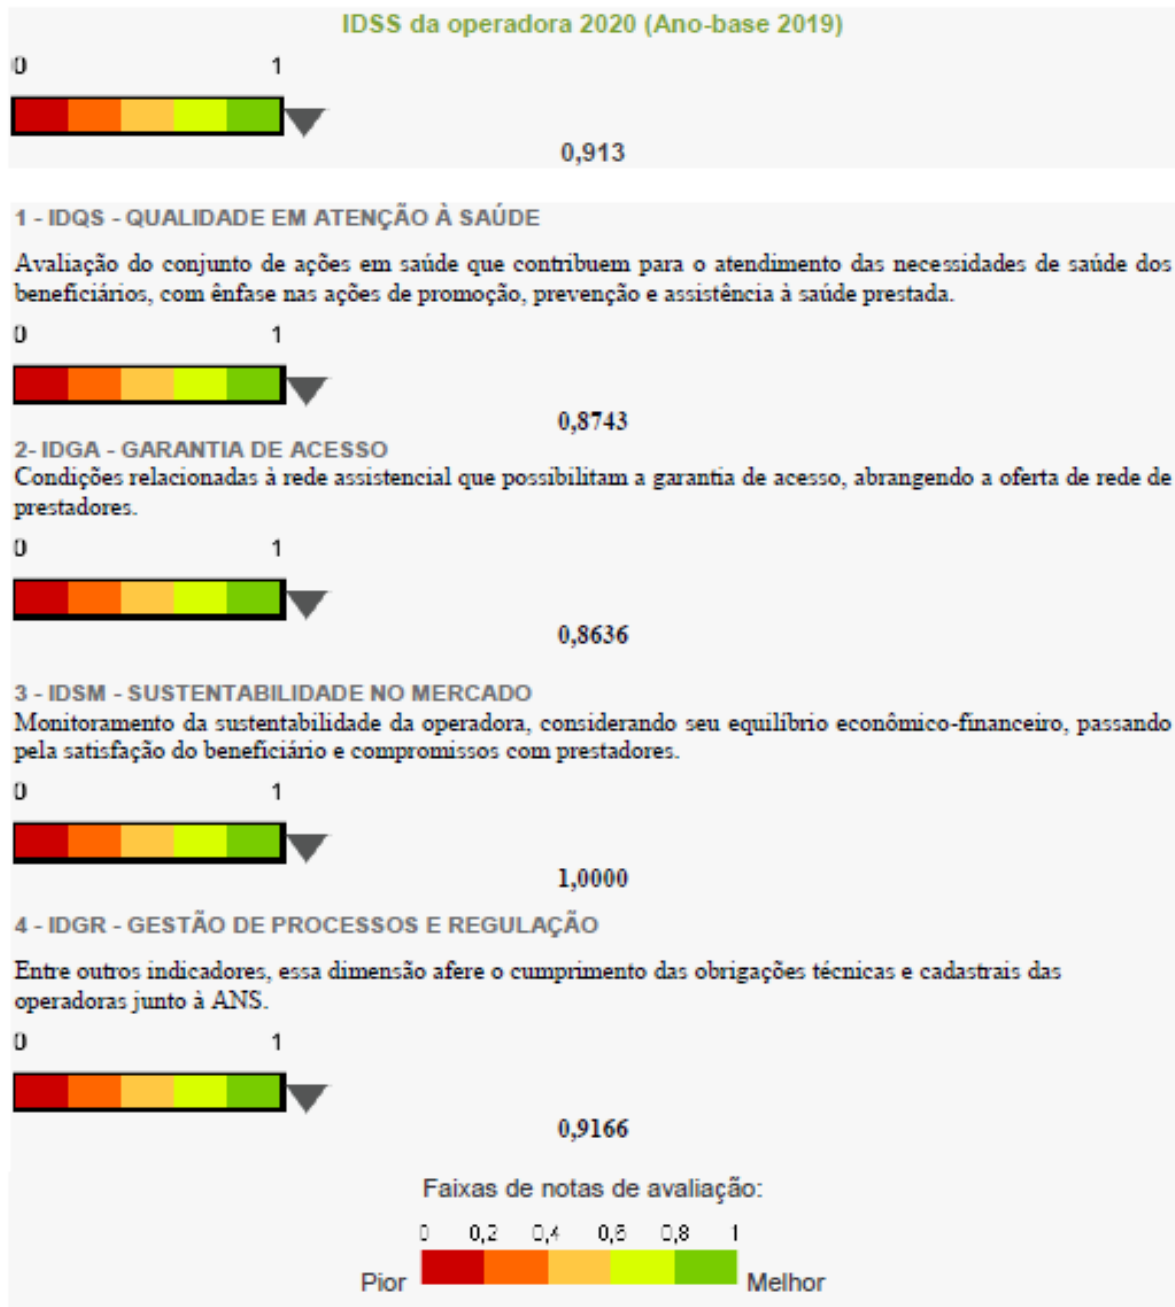 IDSS da operadora 2020 (Ano-base 2019)
0 1
0,913
1 - IDQS - QUALIDADE EM ATENÇÃO À SAÚDE
Avaliação do conjunto de ações em saúde que contribuem para o atendimento das necessidades de saúde dos
beneficiários, com ênfase nas ações de promoção, prevenção e assistência à saúde prestada.
0 1
0,8743
2- IDGA - GARANTIA DE ACESSO
Condições relacionadas à rede assistencial que possibilitam a garantia de acesso, abrangendo a oferta de rede de
prestadores.
0 1
0,8636
3 - IDSM - SUSTENTABILIDADE NO MERCADO
Monitoramento da sustentabilidade da operadora, considerando seu equilíbrio econômico-financeiro, passando
pela satisfação do beneficiário e compromissos com prestadores.
0 1
1,0000
4 - IDGR - GESTÃO DE PROCESSOS E REGULAÇÃO
Entre outros indicadores, essa dimensão afere o cumprimento das obrigações técnicas e cadastrais das
operadoras junto à ANS.
0 1
0,9166
Faixas de notas de avaliação:
0 0,2 0,4 0,6 0,8 1
Pior Melhor